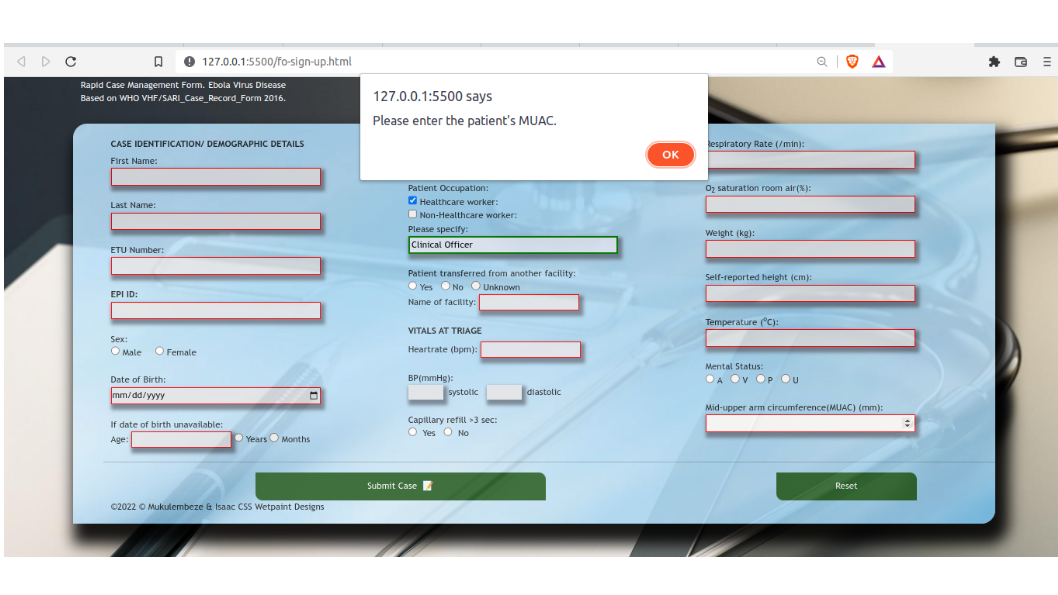 127.0.0.1:5500/fo-sign-up.html
Rapid Case Management Form. Ebola Virus Disease
Based on WHO VHF/SARI_Case_Record_Form 2016.
127.0.0.1:5500 says
Please enter the patient's MUAC.
OK
CASE IDENTIFICATION/ DEMOGRAPHIC DETAILS
First Name:
Last Name:
ETU Number:
EPI ID:
Sex:
Male Female
Date of Birth:
mm/dd/yyyy
If date of birth unavailable:
Age: Years Months
Patient Occupation:
Healthcare worker:
Non-Healthcare worker:
Please specify:
Clinical Officer
Patient transferred from another facility:
Yes No Unknown
Name of facility:
VITALS AT TRIAGE
Heartrate (bpm):
BP(mmHg):
systolic diastolic
Capillary refill >3 sec:
Yes No
Respiratory Rate (/min):
O2 saturation room air(%):
Weight (kg):
Self-reported height (cm):
Temperature (°C):
Mental Status:
A V P U
Mid-upper arm circumference(MUAC) (mm):
Submit Case
Reset
©2022 © Mukulembeze & Isaac CSS Wetpaint Designs